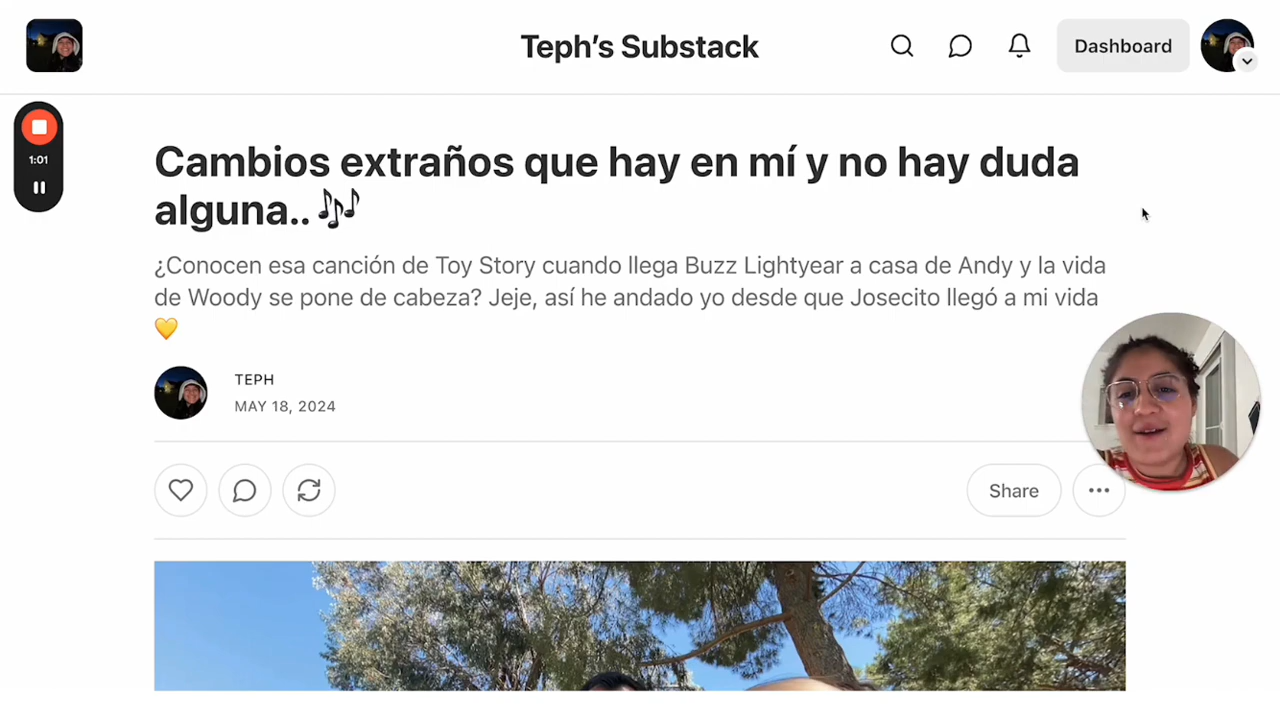 Teph's Substack
Dashboard
1:01
Cambios extraños que hay en mí y no hay duda
alguna.. 🎶
¿Conocen esa canción de Toy Story cuando llega Buzz Lightyear a casa de Andy y la vida
de Woody se pone de cabeza? Jeje, así he andado yo desde que Josecito llegó a mi vida
💛
TEPH
MAY 18, 2024
Share